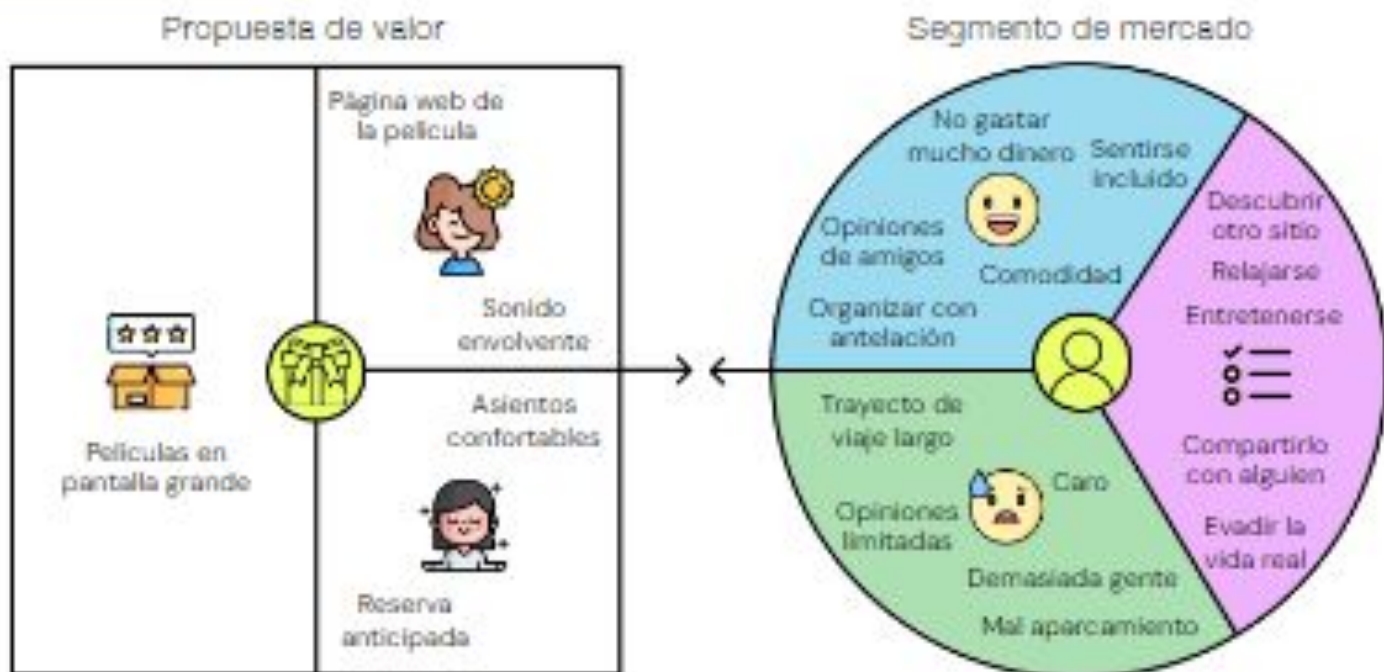 Propuesta de valor
Página web de
la película
Sonido
envolvente
Películas en
pantalla grande
Asientos
confortables
Reserva
anticipada
Segmento de mercado
No gastar
mucho dinero
Sentirse
incluido
Opiniones
de amigos
Comodidad
Organizar con
antelación
Descubrir
otro sitio
Relajarse
Entretenerse
Compartirlo
con alguien
Evadir la
vida real
Trayecto de
viaje largo
Caro
Opiniones
limitadas
Demasiada gente
Mal aparcamiento